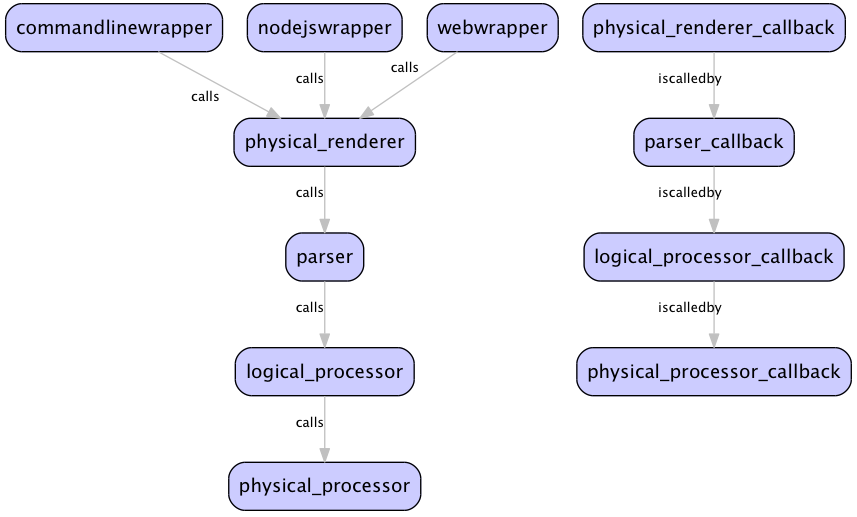 commandlinewrapper
nodejswrapper
webwrapper
physical_renderer_callback
calls
calls
calls
iscalledby
physical_renderer
parser_callback
calls
iscalledby
parser
logical_processor_callback
calls
iscalledby
logical_processor
physical_processor_callback
calls
physical_processor